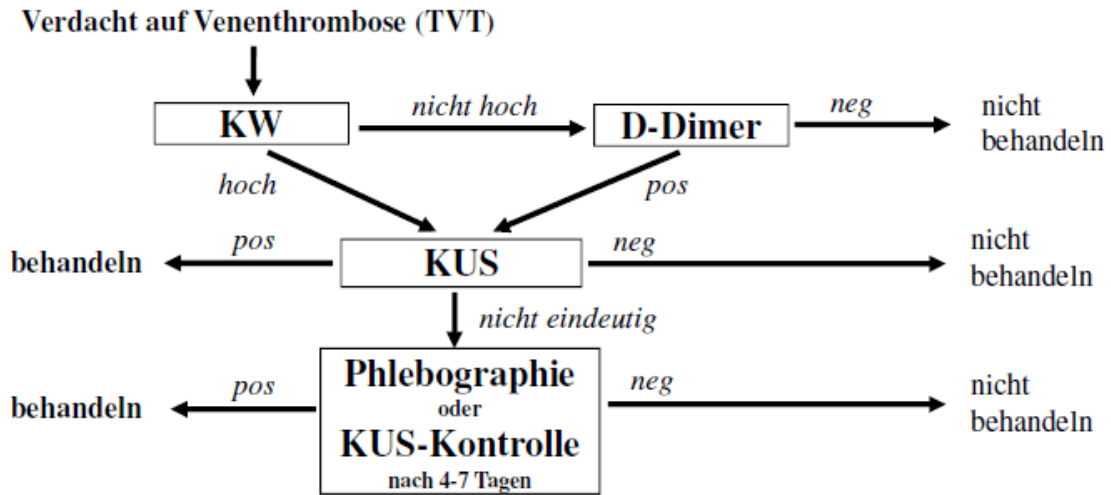 Verdacht auf Venenthrombose (TVT)
KW
nicht hoch
D-Dimer
neg
nicht
behandeln
hoch
pos
behandeln
pos
KUS
neg
nicht
behandeln
nicht eindeutig
behandeln
pos
Phlebographie
oder
KUS-Kontrolle
nach 4-7 Tagen
neg
nicht
behandeln